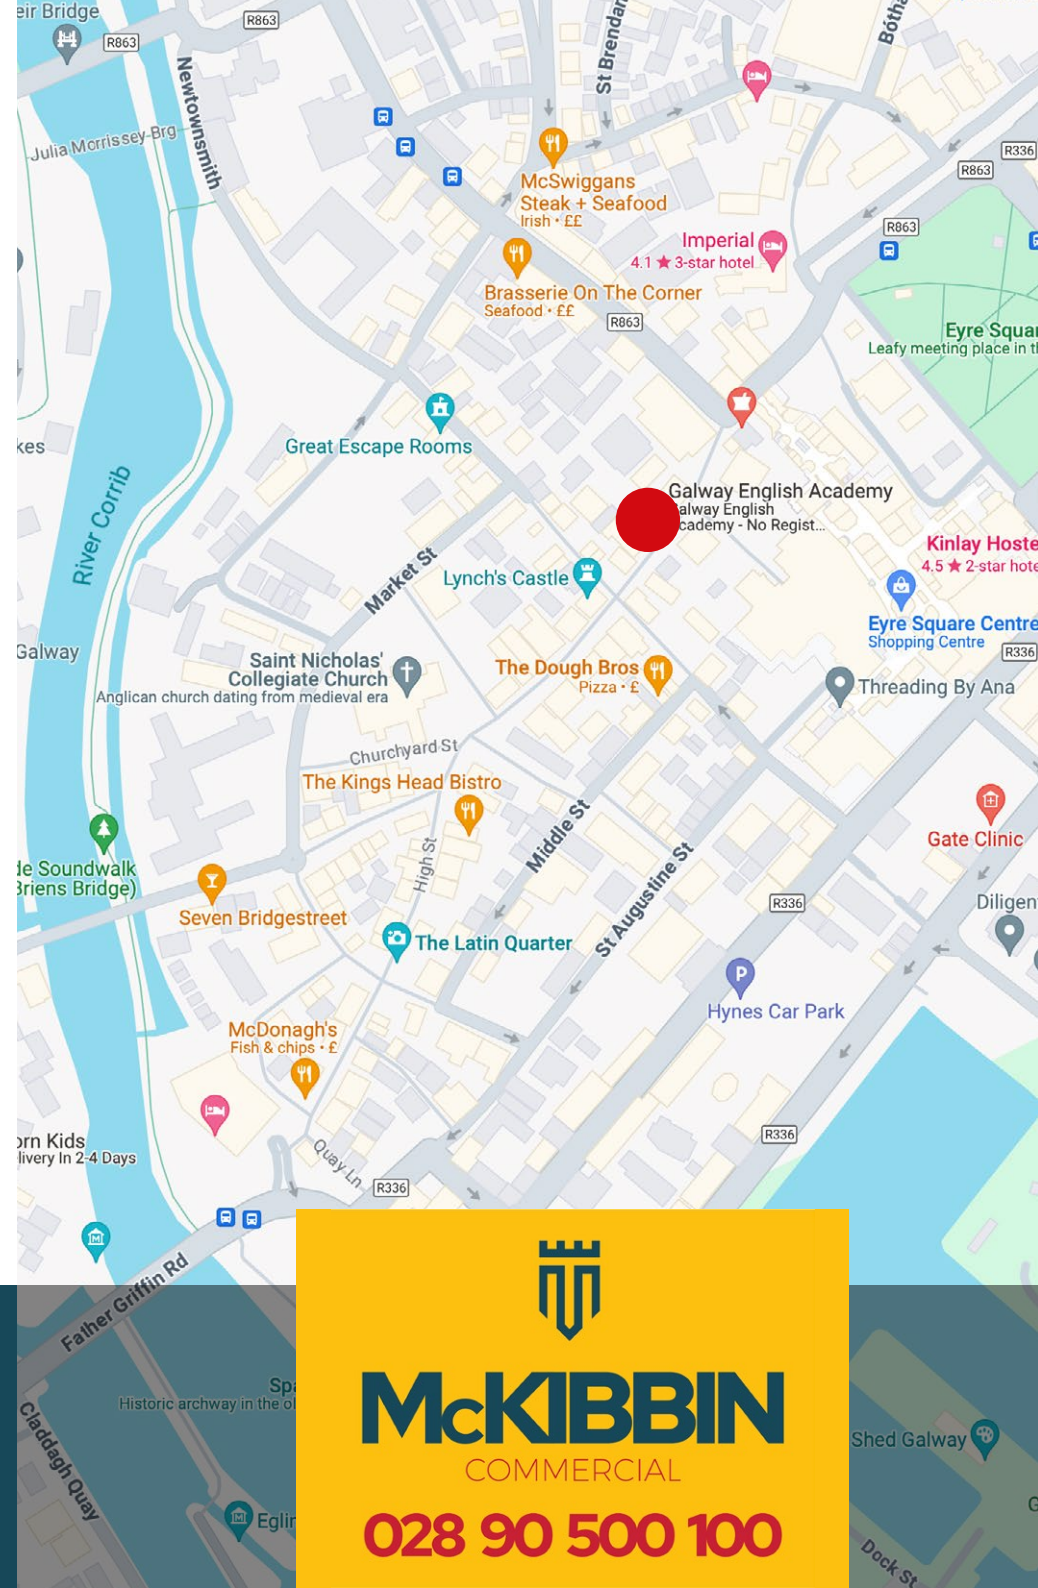 eir Bridge
R863
R863
Newtownsmith
Julia Morrissey Brg
St Brendan
Bótha
R336
R863
R863
McSwiggans
Steak + Seafood
Irish • ££
Imperial
4.1 ★ 3-star hotel
Brasserie On The Corner
Seafood • ££
R863
Eyre Squar
Leafy meeting place in th
Great Escape Rooms
kes
River Corrib
Galway English Academy
alway English
cademy - No Regist...
Kinlay Hoste
4.5 ★ 2-star hote
Market St
Lynch's Castle
Eyre Square Centre
Shopping Centre
R336
Galway
Saint Nicholas'
Collegiate Church
Anglican church dating from medieval era
The Dough Bros
Pizza • £
Threading By Ana
Churchyard St
The Kings Head Bistro
High St
Middle St
St Augustine St
Gate Clinic
de Soundwalk
Briens Bridge)
Seven Bridgestreet
R336
Diligen
The Latin Quarter
P
Hynes Car Park
McDonagh's
Fish & chips • £
orn Kids
livery In 2-4 Days
Quay Ln
R336
R336
Father Griffin Rd
Spa
Historic archway in the ol
Claddagh Quay
Eglin
Shed Galway
G
Dock St
McKIBBIN
COMMERCIAL
028 90 500 100